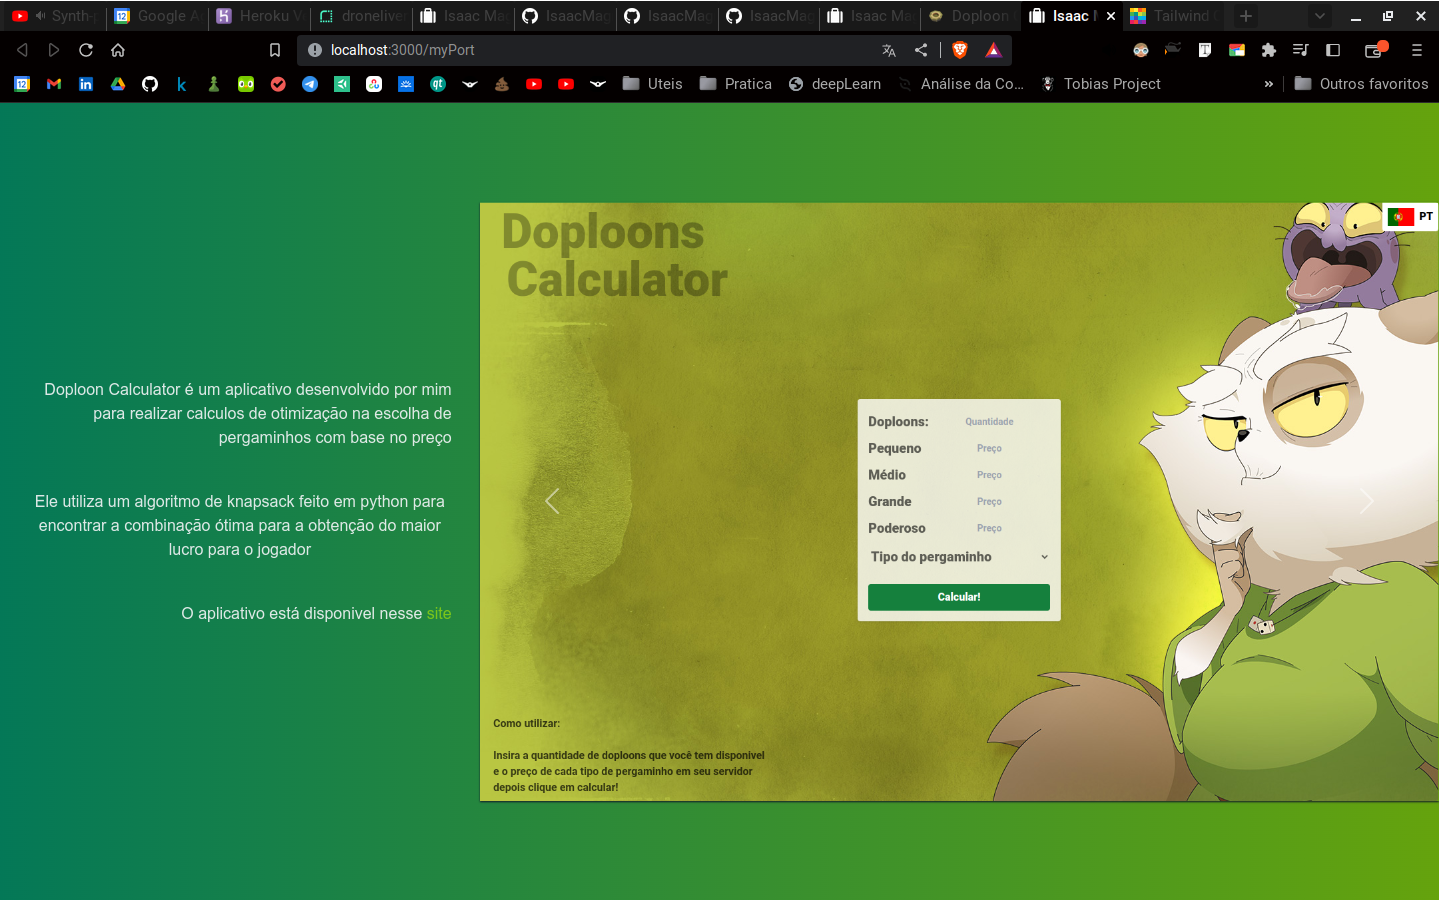 Synth-
Google A
Heroku V
droneliver
Isaac Ma
IsaacMag
IsaacMag
IsaacMag
Isaac Ma
Doploon
Isaac M
Tailwind C
localhost:3000/myPort
Uteis
Pratica
deepLearn
Análise da Co...
Tobias Project
»
Outros favoritos
Doploons
Calculator
PT
Doploon Calculator é um aplicativo desenvolvido por mim
para realizar calculos de otimização na escolha de
pergaminhos com base no preço
Ele utiliza um algoritmo de knapsack feito em python para
encontrar a combinação ótima para a obtenção do maior
lucro para o jogador
O aplicativo está disponivel nesse site
Doploons: Quantidade
Pequeno Preço
Médio Preço
Grande Preço
Poderoso Preço
Tipo do pergaminho
Calcular!
Como utilizar:
Insira a quantidade de doploons que você tem disponivel
e o preço de cada tipo de pergaminho em seu servidor
depois clique em calcular!